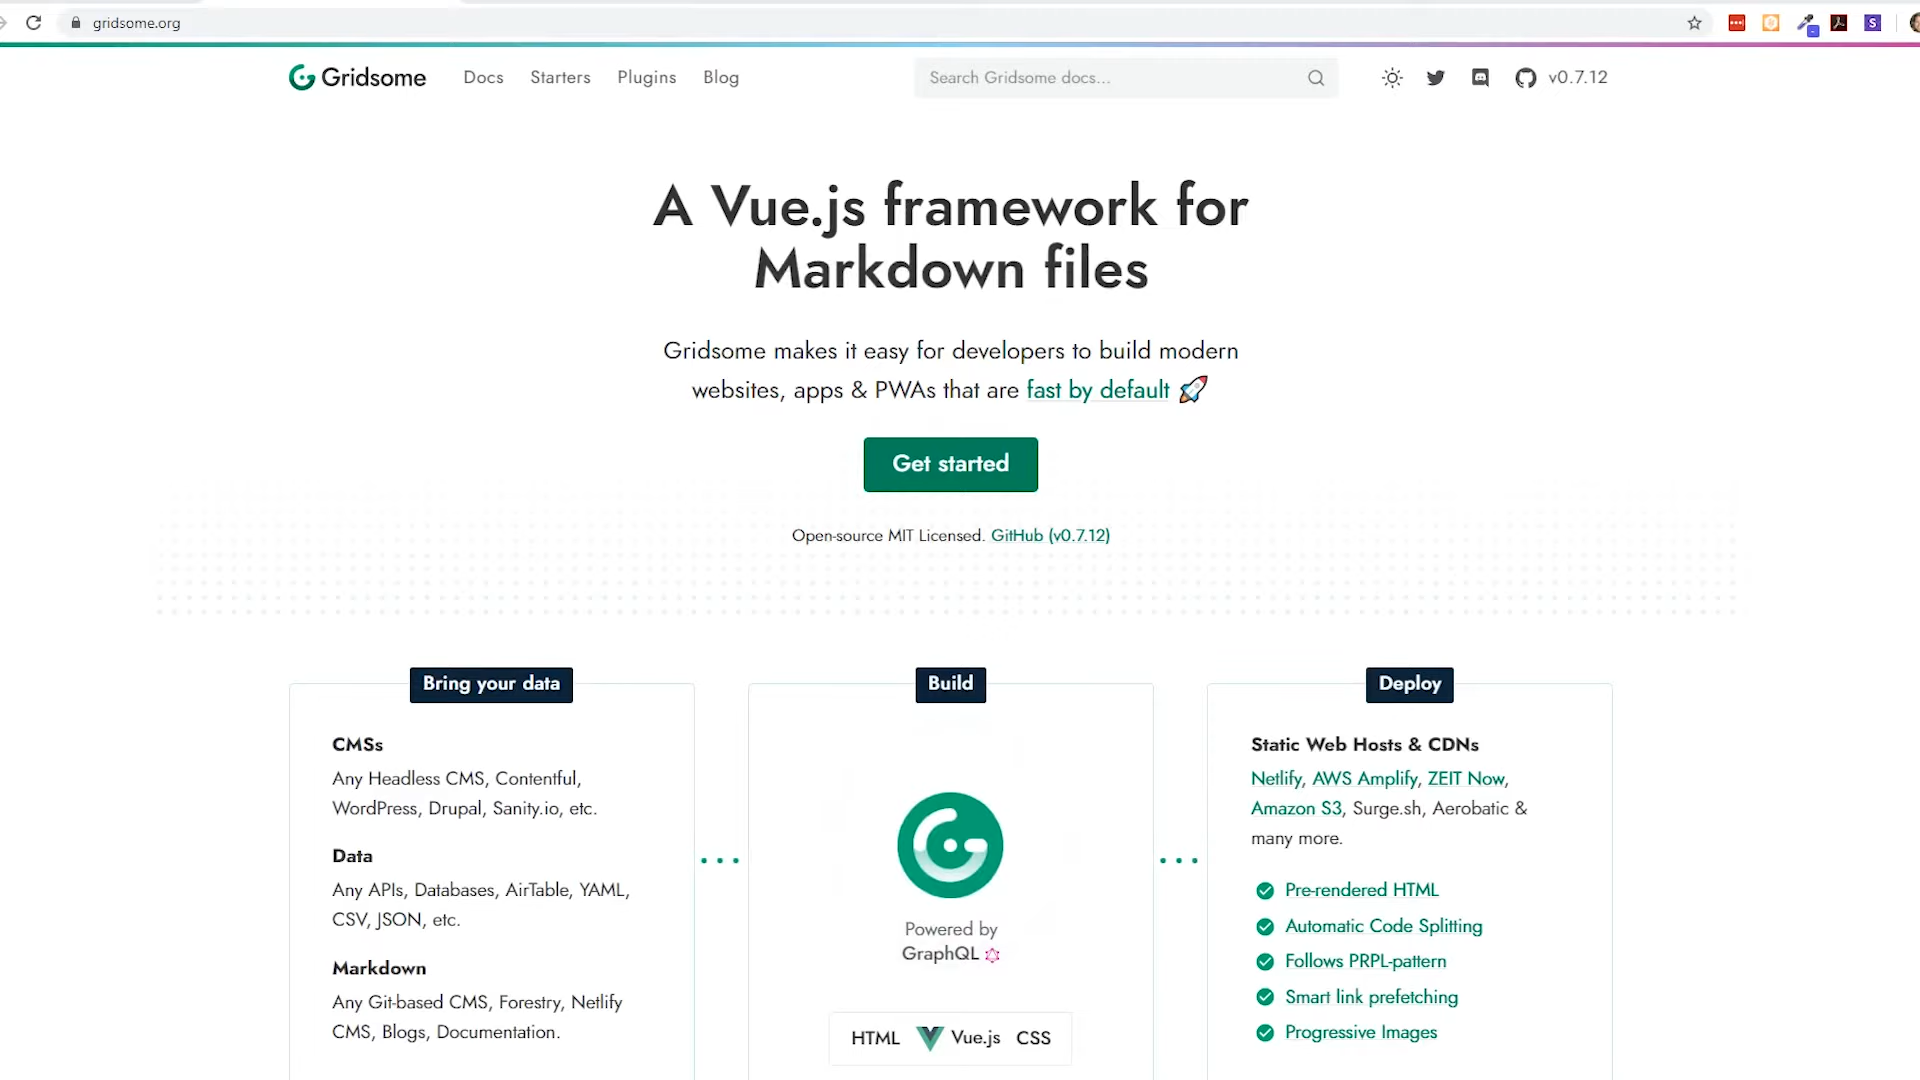 gridsome.org
Gridsome Docs Starters Plugins Blog Search Gridsome docs... v0.7.12
A Vue.js framework for
Markdown files
Gridsome makes it easy for developers to build modern
websites, apps & PWAs that are fast by default 🚀
Get started
Open-source MIT Licensed. GitHub (v0.7.12)
Bring your data
CMSs
Any Headless CMS, Contentful,
WordPress, Drupal, Sanity.io, etc.
Data
Any APIs, Databases, AirTable, YAML,
CSV, JSON, etc.
Markdown
Any Git-based CMS, Forestry, Netlify
CMS, Blogs, Documentation.
Build
Powered by
GraphQL
HTML Vue.js CSS
Deploy
Static Web Hosts & CDNs
Netlify, AWS Amplify, ZEIT Now,
Amazon S3, Surge.sh, Aerobatic &
many more.
Pre-rendered HTML
Automatic Code Splitting
Follows PRPL-pattern
Smart link prefetching
Progressive Images